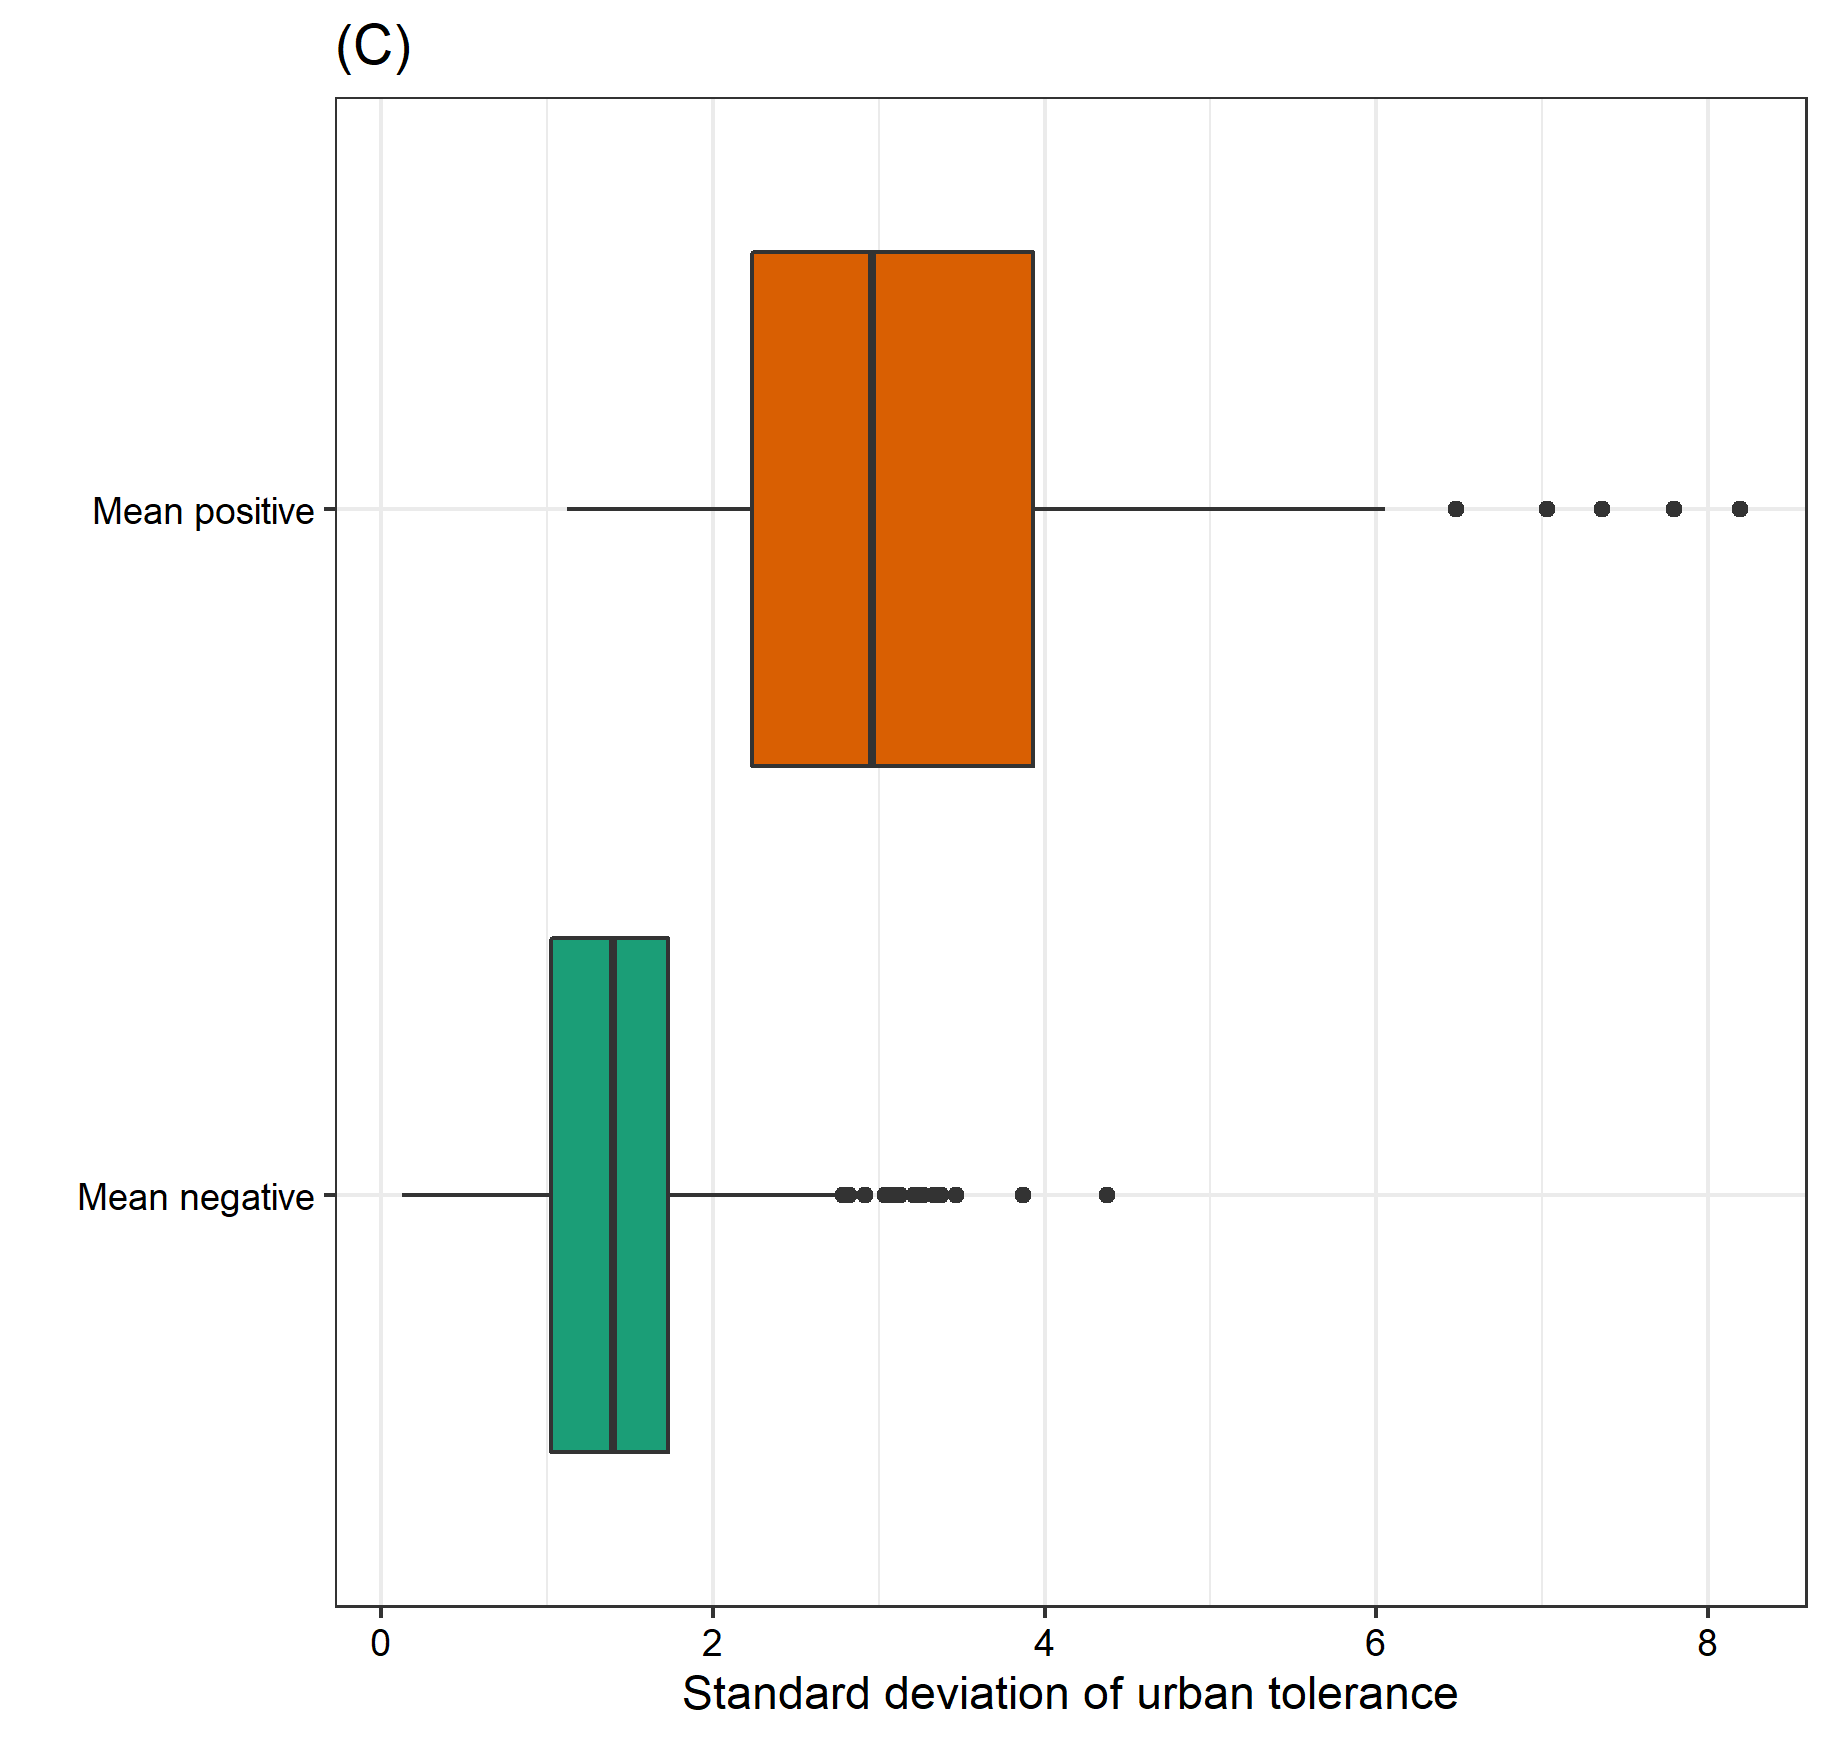 (C)
Mean positive
Mean negative
0 2 4 6 8
Standard deviation of urban tolerance